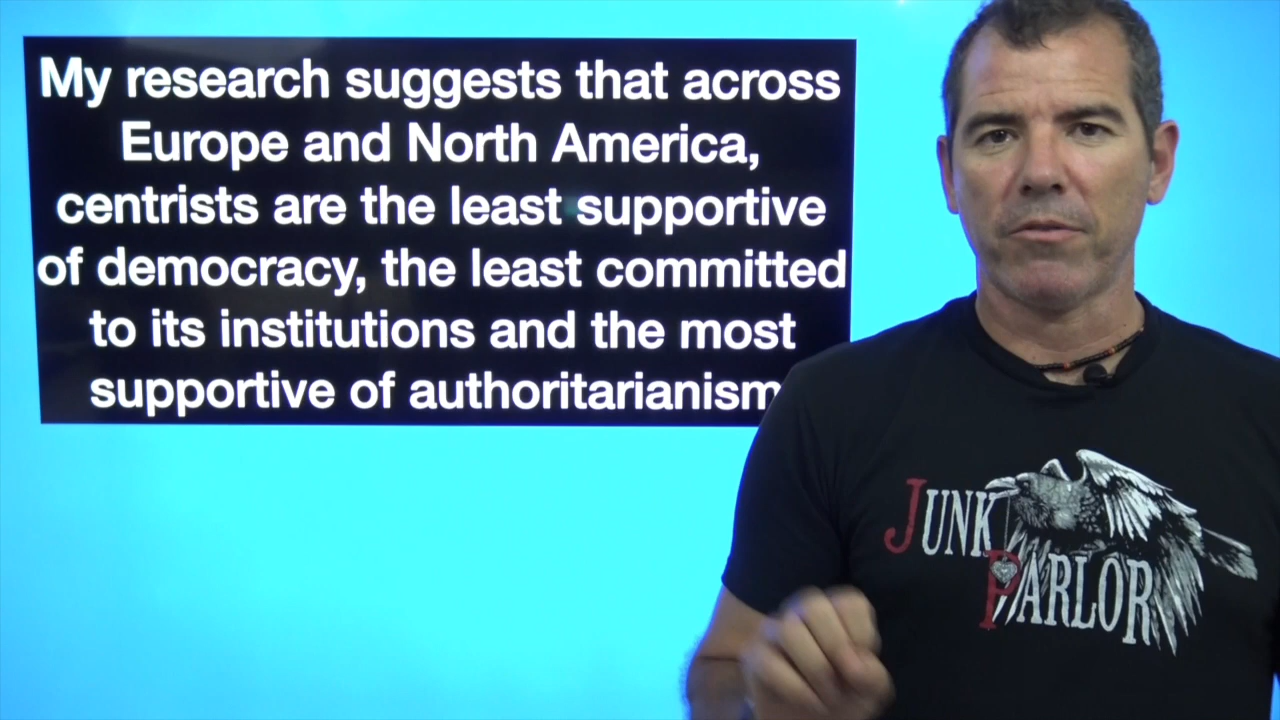 My research suggests that across
Europe and North America,
centrists are the least supportive
of democracy, the least committed
to its institutions and the most
supportive of authoritarianism
JUNK
PARLOR